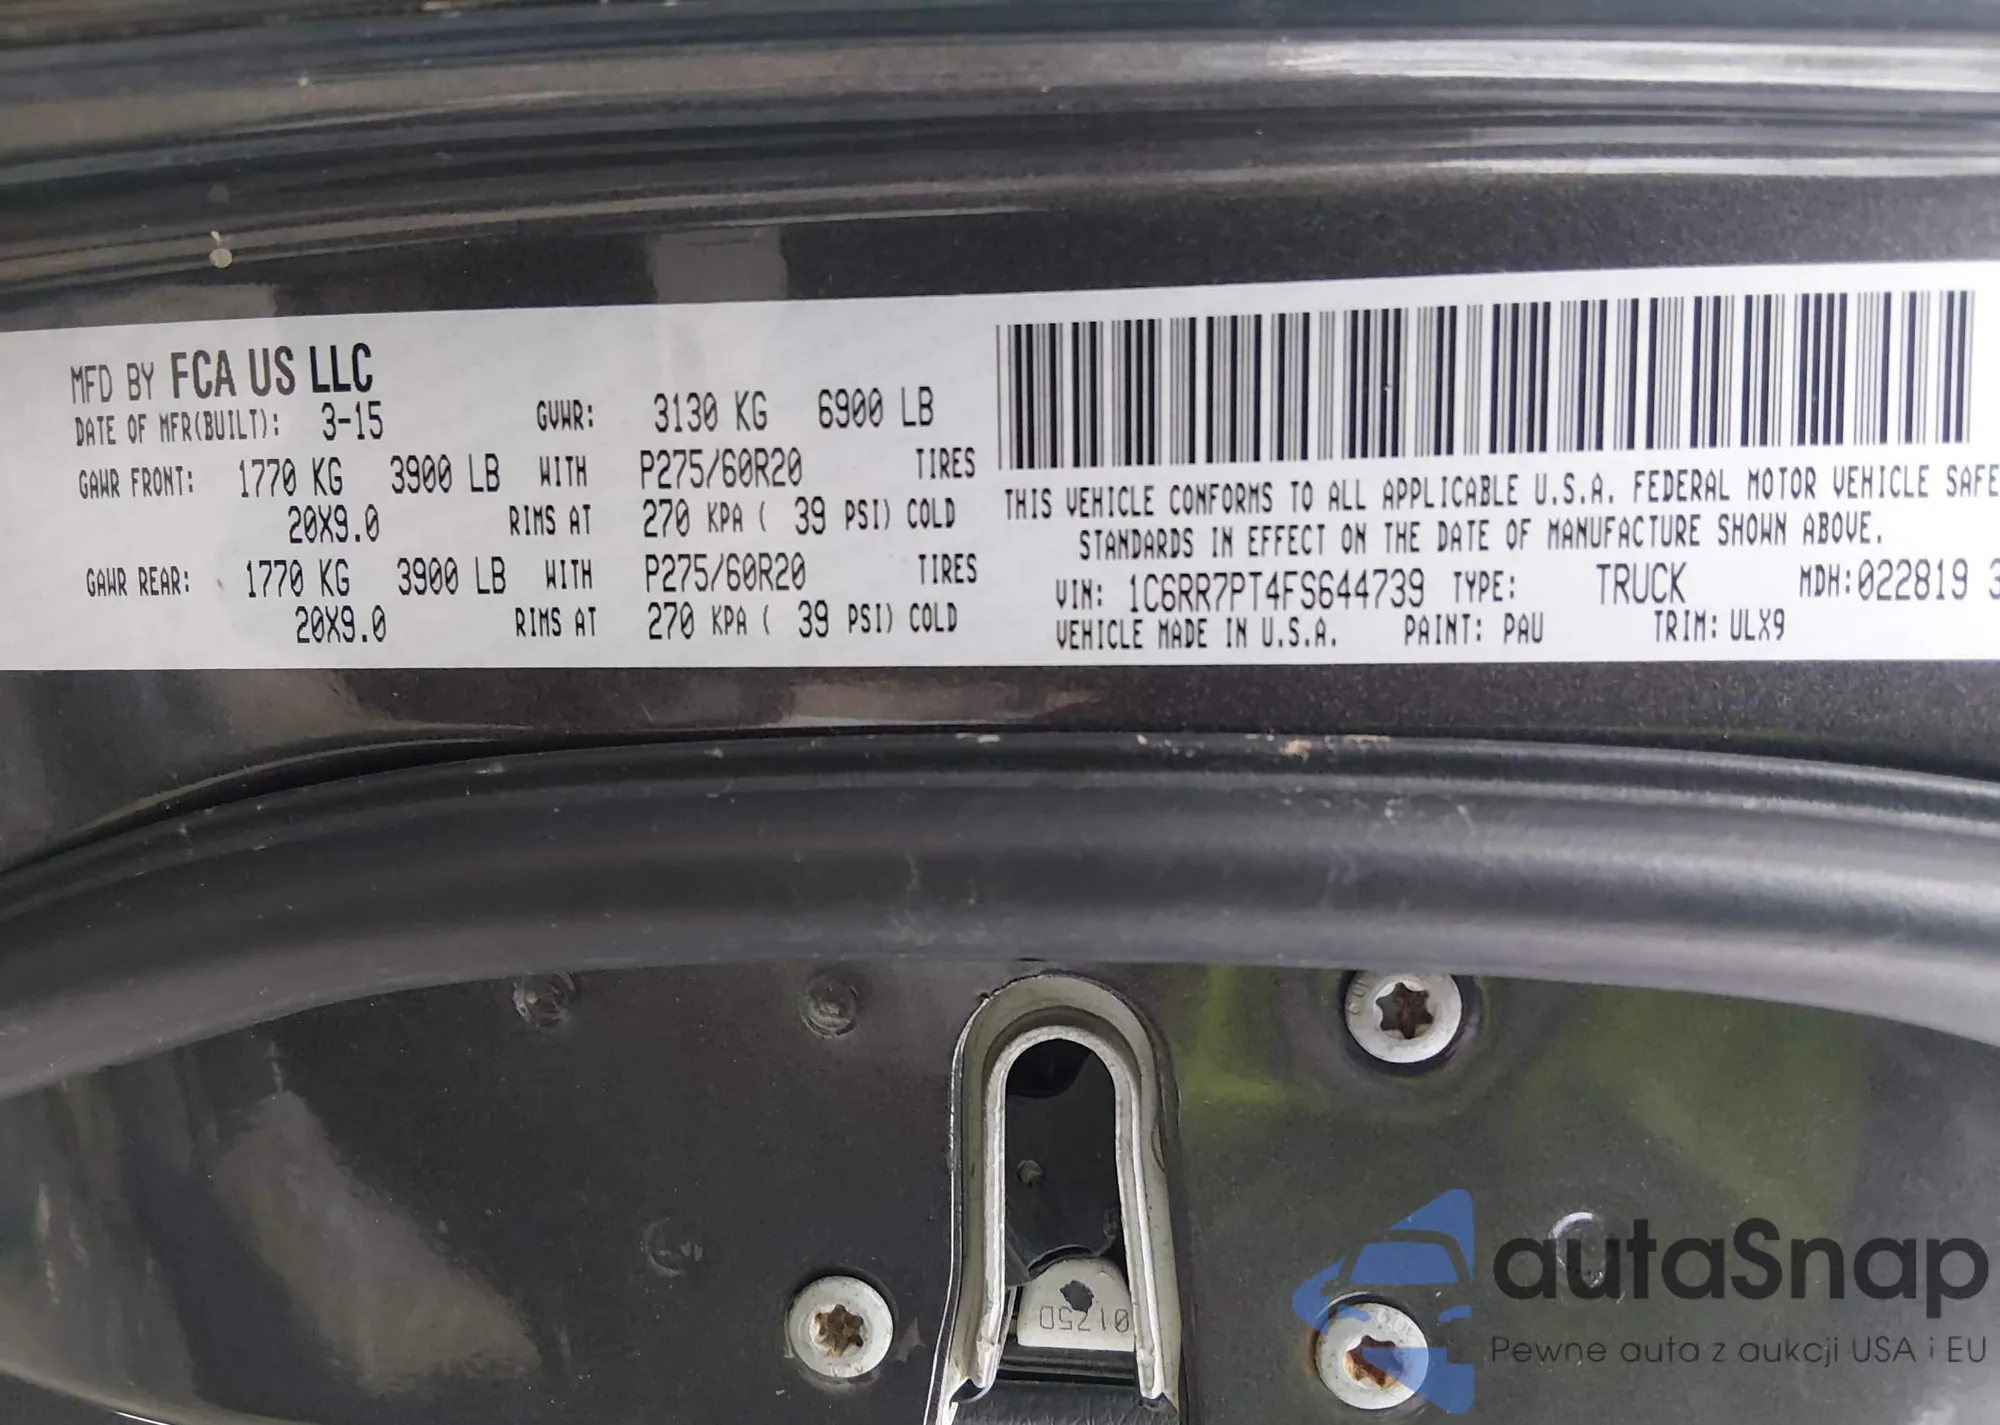 MFD BY FCA US LLC
DATE OF MFR(BUILT): 3-15 GVWR: 3130 KG 6900 LB
GAWR FRONT: 1770 KG 3900 LB WITH P275/60R20 TIRES
20X9.0 RIMS AT 270 KPA ( 39 PSI) COLD
GAWR REAR: 1770 KG 3900 LB WITH P275/60R20 TIRES
20X9.0 RIMS AT 270 KPA ( 39 PSI) COLD
THIS VEHICLE CONFORMS TO ALL APPLICABLE U.S.A. FEDERAL MOTOR VEHICLE SAFE
STANDARDS IN EFFECT ON THE DATE OF MANUFACTURE SHOWN ABOVE.
VIN: 1C6RR7PT4FS644739 TYPE: TRUCK MDH:022819 3
VEHICLE MADE IN U.S.A. PAINT: PAU TRIM: ULX9
autaSnap
Pewne auta z aukcji USA i EU